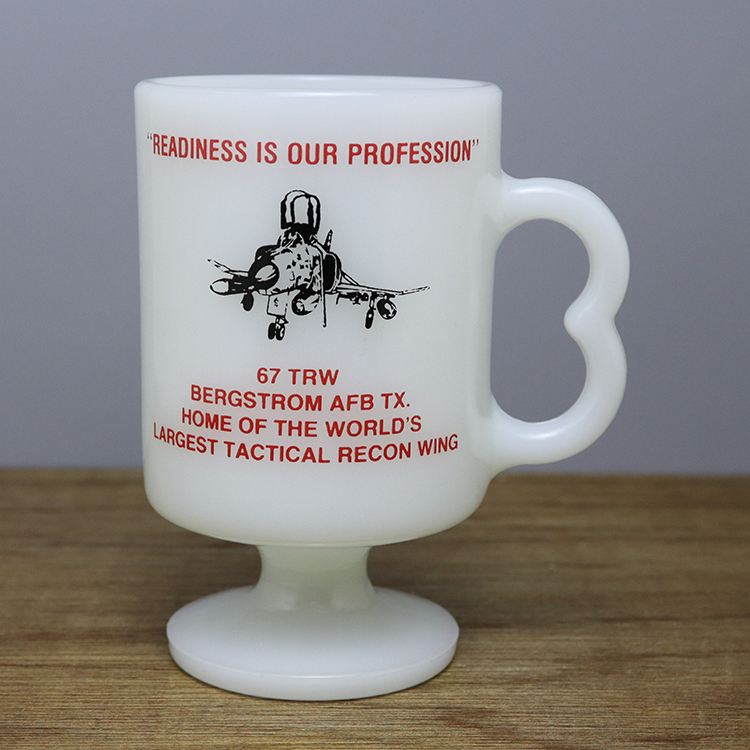 "READINESS IS OUR PROFESSION"
67 TRW
BERGSTROM AFB TX.
HOME OF THE WORLD'S
LARGEST TACTICAL RECON WING